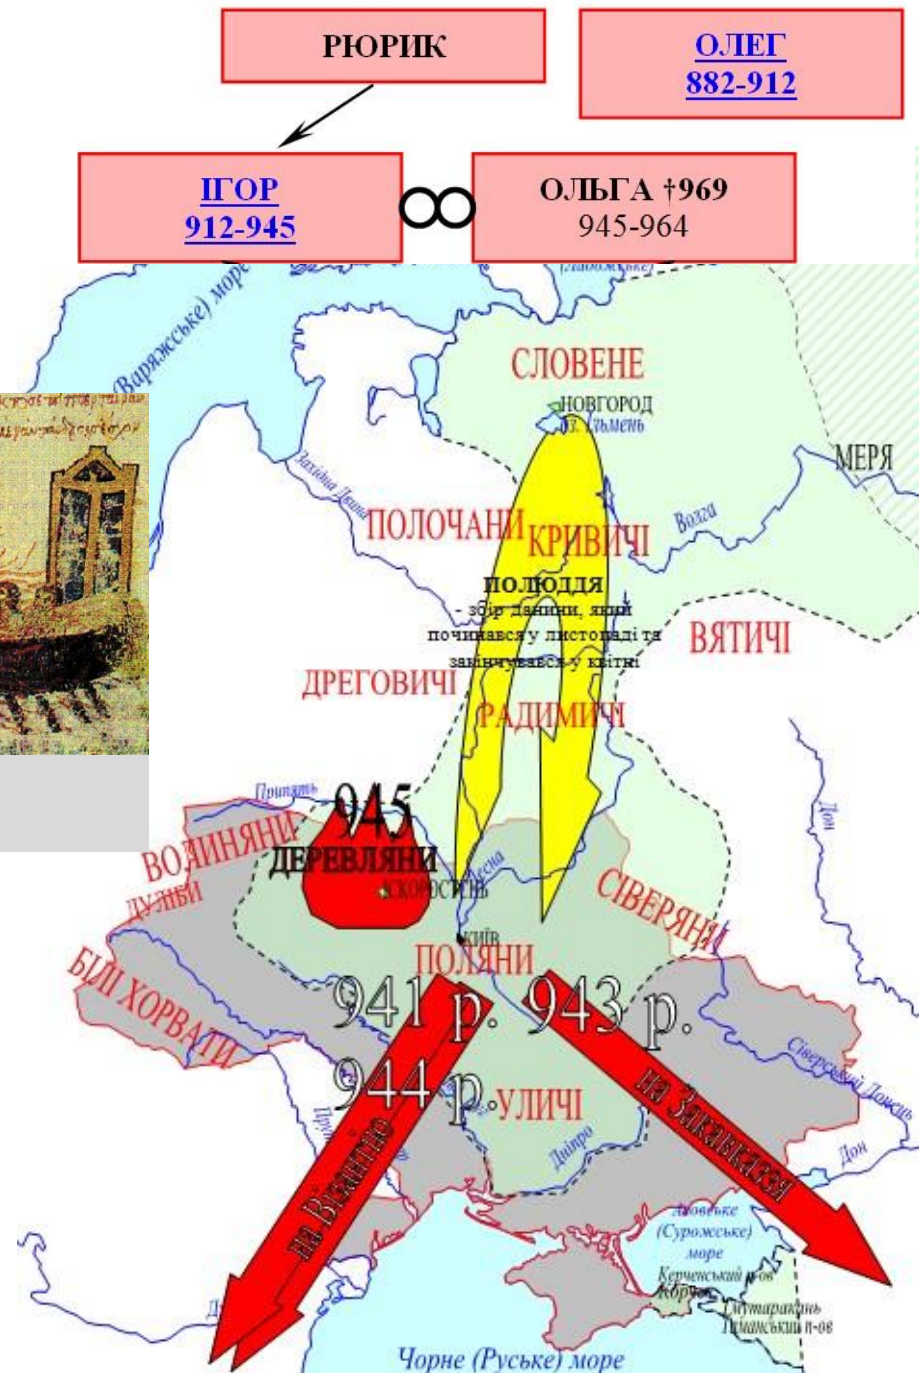 РЮРИК
ОЛЕГ
882-912
ІГОР
912-945
ОЛЬГА †969
945-964
(Варяжське) море
СЛОВЕНЕ
НОВГОРОД
оз. Ільмень
МЕРЯ
Західна Двина
Волга
ПОЛОЧАНИ
КРИВИЧІ
ПОЛЮДДЯ
- збір данини, який
починався у листопаді та
закінчувався у квітні
ВЯТИЧІ
ДРЕГОВИЧІ
РАДИМИЧІ
Дон
Прип'ять
945
ВОЛИНЯНИ
ДЕРЕВЛЯНИ
ДУЛІБИ
ІСКОРОСТЕНЬ
СІВЕРЯНИ
КИЇВ
ПОЛЯНИ
БІЛІ ХОРВАТИ
941 р.
943 р.
944 р.
Сіверський Донець
УЛИЧІ
на Закавказзя
на Візантію
Дніпро
Дон
Азовське
(Сурожське)
море
Керченський п-ов
Корчев
Тмутаракань
Таманський п-ов
Чорне (Руське) море